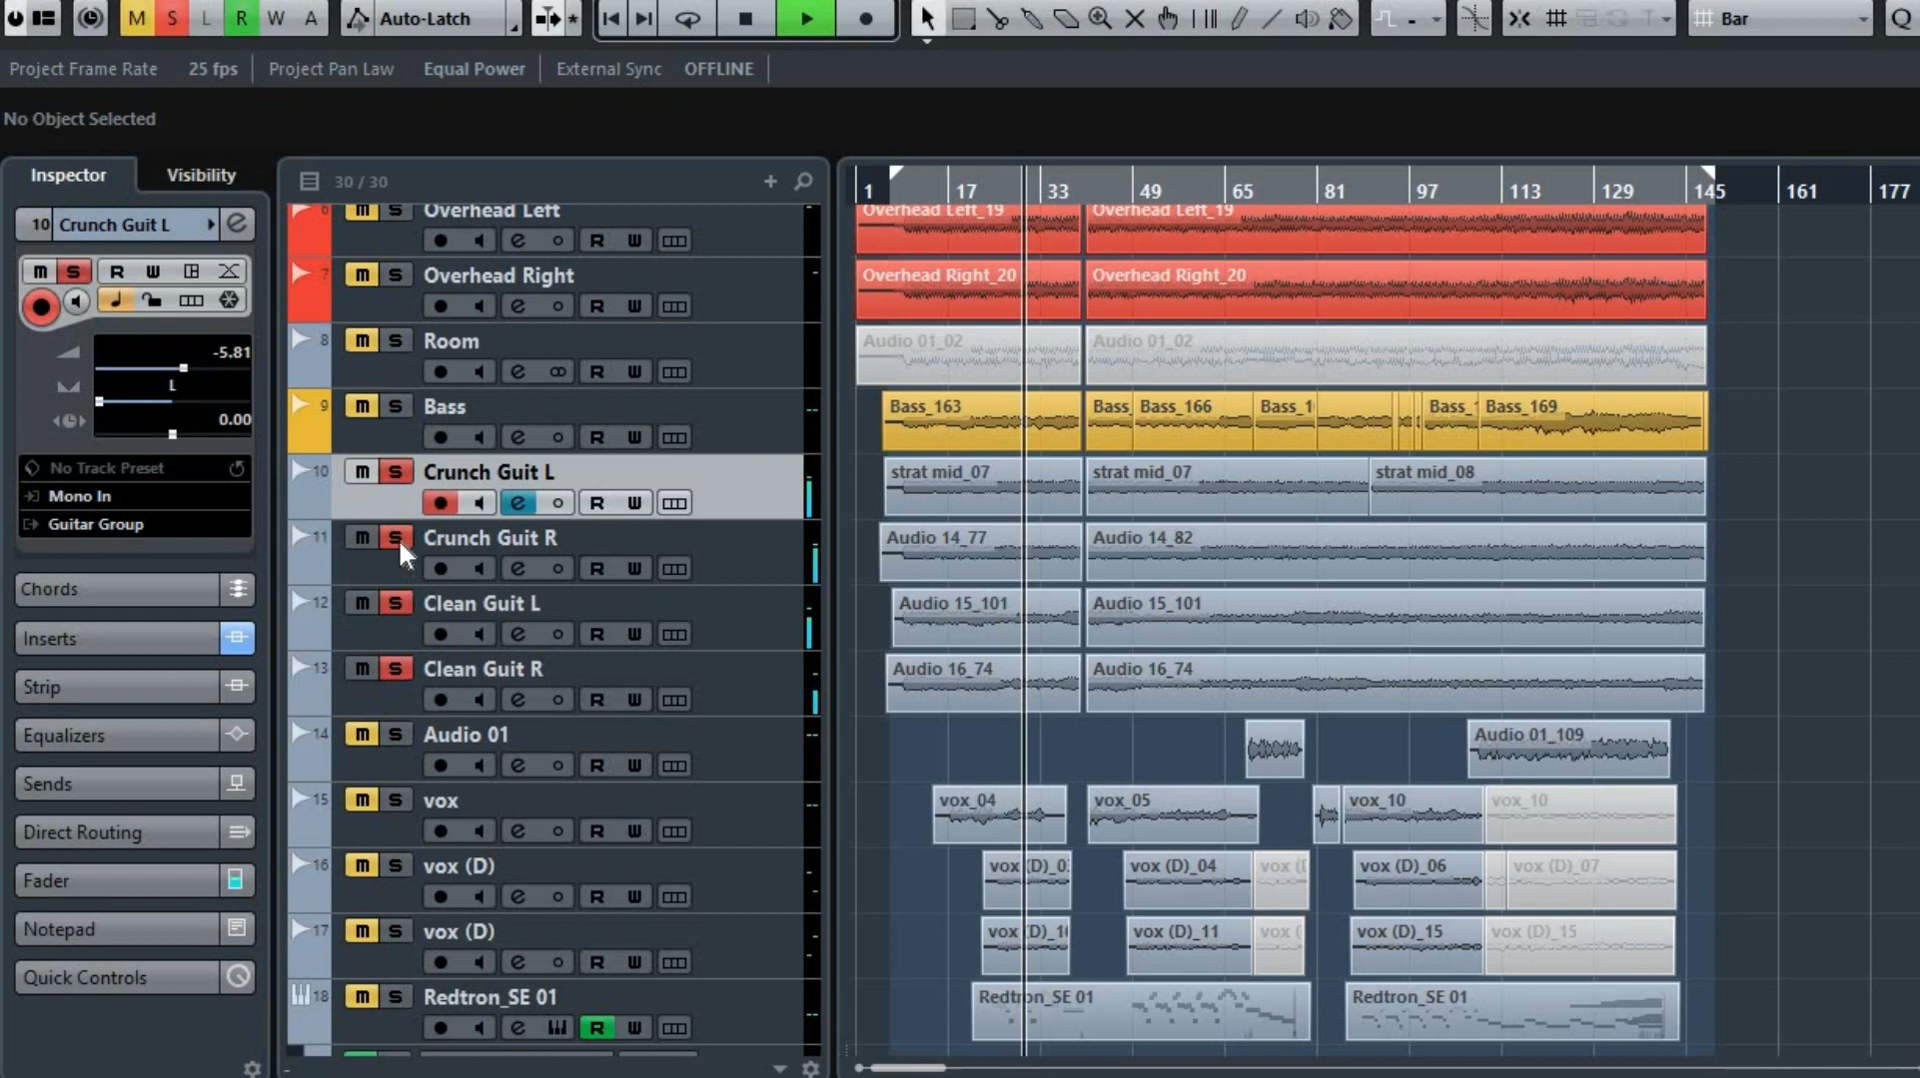 M S L R W A Auto-Latch * Bar Q
Project Frame Rate 25 fps Project Pan Law Equal Power External Sync OFFLINE
No Object Selected
Inspector Visibility
30 / 30
1 17 33 49 65 81 97 113 129 145 161 177
10 Crunch Guit L
M S R W
-5.81
L
0.00
No Track Preset
Mono In
Guitar Group
Chords
Inserts
Strip
Equalizers
Sends
Direct Routing
Fader
Notepad
Quick Controls
6 m S Overhead Left
R W
7 m S Overhead Right
R W
8 m S Room
R W
9 m S Bass
R W
10 m S Crunch Guit L
R W
11 m S Crunch Guit R
R W
12 m S Clean Guit L
R W
13 m S Clean Guit R
R W
14 m S Audio 01
R W
15 m S vox
R W
16 m S vox (D)
R W
17 m S vox (D)
R W
18 m S Redtron_SE 01
R W
Overhead Left_19 Overhead Left_19
Overhead Right_20 Overhead Right_20
Audio 01_02 Audio 01_02
Bass_163 Bass_ Bass_166 Bass_1 Bass_ Bass_169
strat mid_07 strat mid_07 strat mid_08
Audio 14_77 Audio 14_82
Audio 15_101 Audio 15_101
Audio 16_74 Audio 16_74
Audio 01_109
vox_04 vox_05 vox_10 vox_10
vox (D)_0 vox (D)_04 vox (D vox (D)_06 vox (D)_07
vox (D)_1 vox (D)_11 vox ( vox (D)_15 vox (D)_15
Redtron_SE 01 Redtron_SE 01